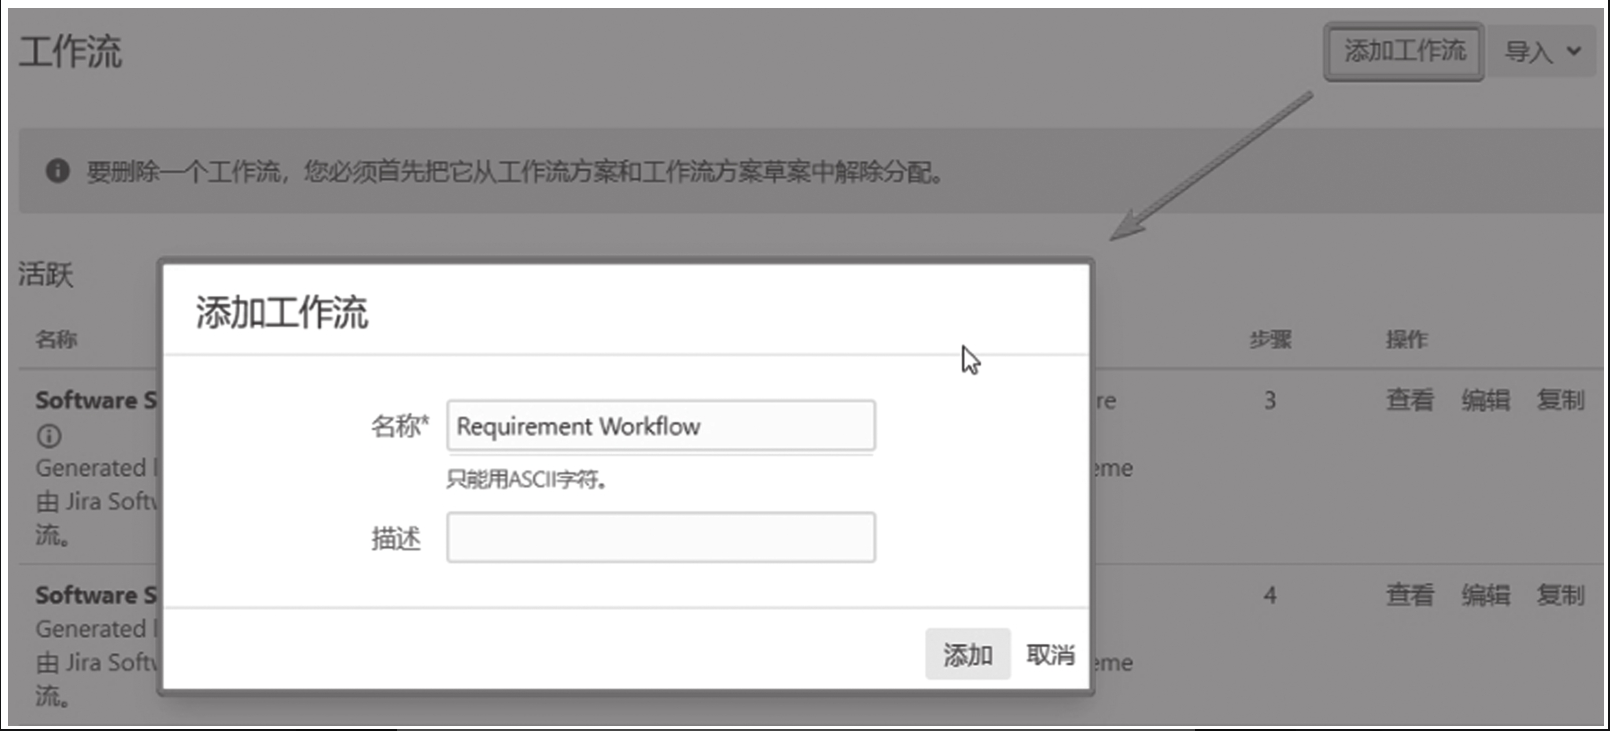 工作流
添加工作流 导入
要删除一个工作流，您必须首先把它从工作流方案和工作流方案草案中解除分配。
活跃
名称 步骤 操作
添加工作流
名称* Requirement Workflow
只能用ASCII字符。
描述
添加 取消
Software S re 3 查看 编辑 复制
Generated eme
由 Jira Softw
流。
Software S 4 查看 编辑 复制
Generated
由 Jira Softw eme
流。